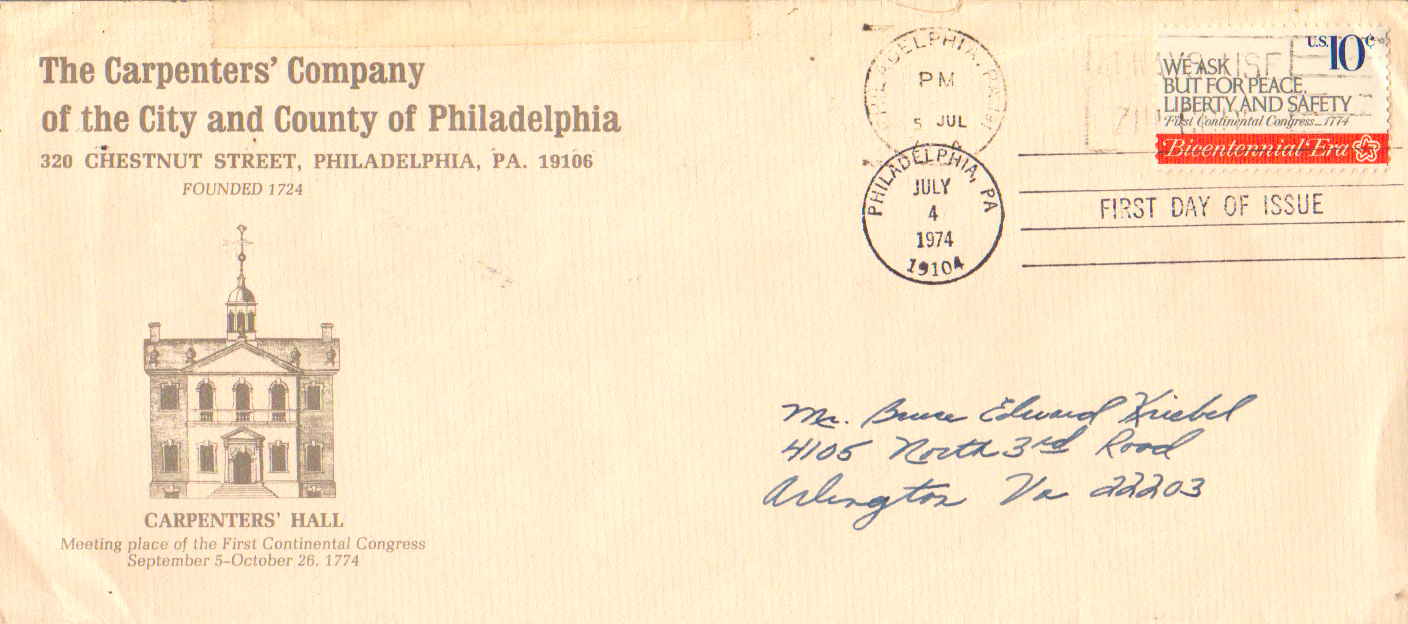 The Carpenters' Company
of the City and County of Philadelphia
320 CHESTNUT STREET, PHILADELPHIA, PA. 19106
FOUNDED 1724
CARPENTERS' HALL
Meeting place of the First Continental Congress
September 5–October 26, 1774
PHILADELPHIA, PA
PM
5 JUL
PHILADELPHIA, PA
JULY
4
1974
19104
U.S. 10c
WE ASK
BUT FOR PEACE,
LIBERTY AND SAFETY
First Continental Congress 1774
Bicentennial Era
USE
FIRST DAY OF ISSUE
Mr. Bruce Edward Kriebel
4105 North 3rd Road
Arlington Va 22203